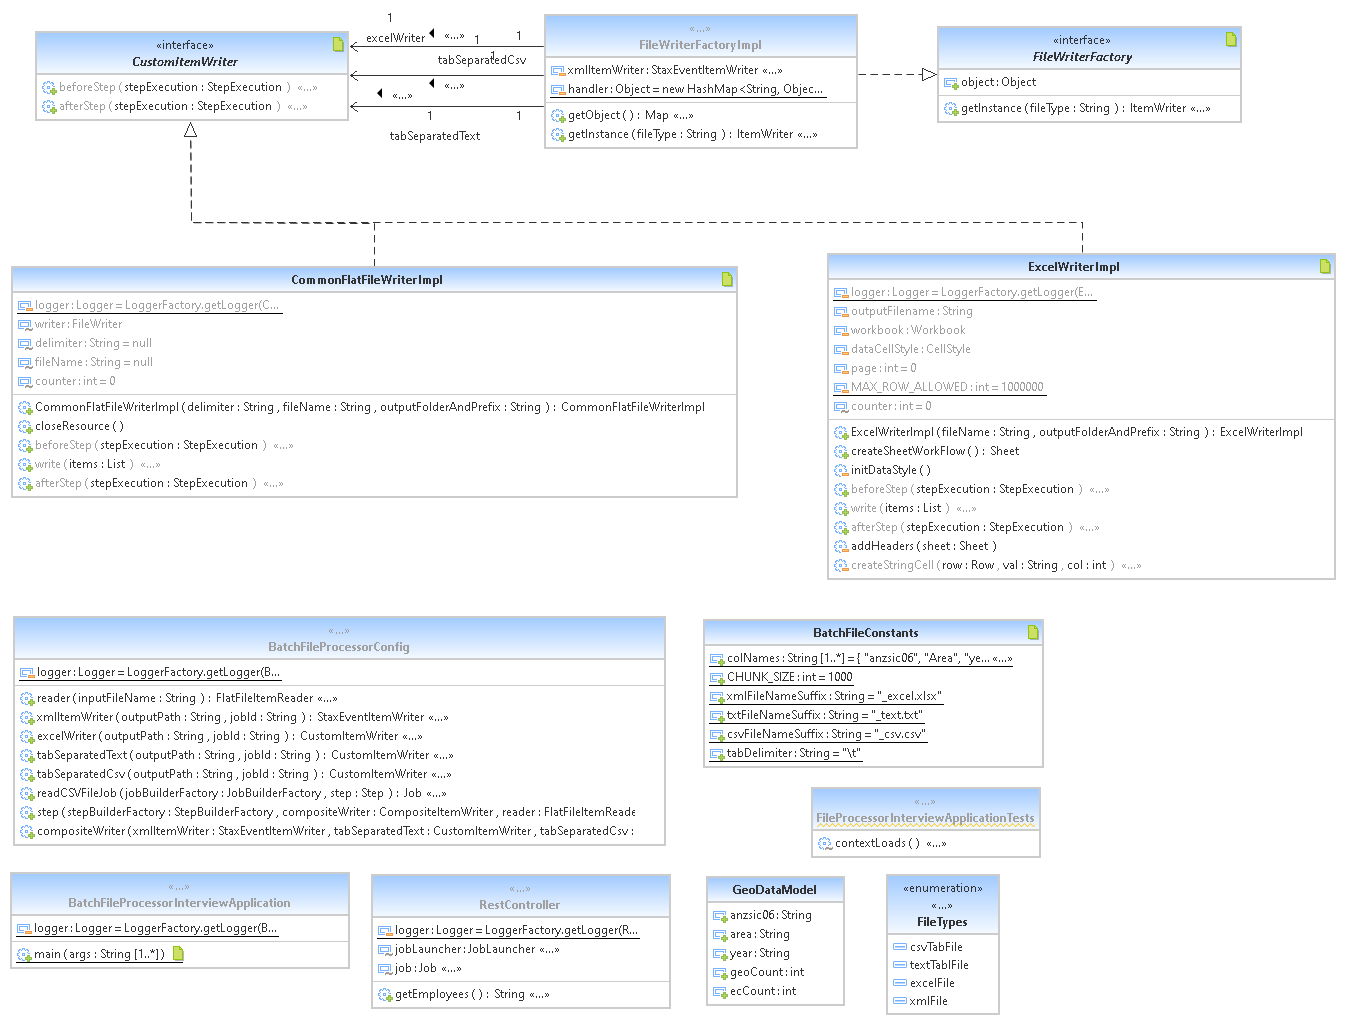 «interface»
CustomItemWriter
beforeStep ( stepExecution : StepExecution ) «...»
afterStep ( stepExecution : StepExecution ) «...»
1
excelWriter
«...»
1
1
tabSeparatedCsv
1
«...»
«...»
1
1
tabSeparatedText
«...»
FileWriterFactoryImpl
xmlItemWriter : StaxEventItemWriter «...»
handler : Object = new HashMap<String, Objec...
getObject ( ) : Map «...»
getInstance ( fileType : String ) : ItemWriter «...»
«interface»
FileWriterFactory
object : Object
getInstance ( fileType : String ) : ItemWriter «...»
CommonFlatFileWriterImpl
logger : Logger = LoggerFactory.getLogger(C...
writer : FileWriter
delimiter : String = null
fileName : String = null
counter : int = 0
CommonFlatFileWriterImpl ( delimiter : String , fileName : String , outputFolderAndPrefix : String ) : CommonFlatFileWriterImpl
closeResource ( )
beforeStep ( stepExecution : StepExecution ) «...»
write ( items : List ) «...»
afterStep ( stepExecution : StepExecution ) «...»
ExcelWriterImpl
logger : Logger = LoggerFactory.getLogger(E...
outputFilename : String
workbook : Workbook
dataCellStyle : CellStyle
page : int = 0
MAX_ROW_ALLOWED : int = 1000000
counter : int = 0
ExcelWriterImpl ( fileName : String , outputFolderAndPrefix : String ) : ExcelWriterImpl
createSheetWorkFlow ( ) : Sheet
initDataStyle ( )
beforeStep ( stepExecution : StepExecution ) «...»
write ( items : List ) «...»
afterStep ( stepExecution : StepExecution ) «...»
addHeaders ( sheet : Sheet )
createStringCell ( row : Row , val : String , col : int ) «...»
«...»
BatchFileProcessorConfig
logger : Logger = LoggerFactory.getLogger(B...
reader ( inputFileName : String ) : FlatFileItemReader «...»
xmlItemWriter ( outputPath : String , jobId : String ) : StaxEventItemWriter «...»
excelWriter ( outputPath : String , jobId : String ) : CustomItemWriter «...»
tabSeparatedText ( outputPath : String , jobId : String ) : CustomItemWriter «...»
tabSeparatedCsv ( outputPath : String , jobId : String ) : CustomItemWriter «...»
readCSVFileJob ( jobBuilderFactory : JobBuilderFactory , step : Step ) : Job «...»
step ( stepBuilderFactory : StepBuilderFactory , compositeWriter : CompositeItemWriter , reader : FlatFileItemReade
compositeWriter ( xmlItemWriter : StaxEventItemWriter , tabSeparatedText : CustomItemWriter , tabSeparatedCsv :
BatchFileConstants
colNames : String [1..*] = { "anzsic06", "Area", "ye... «...»
CHUNK_SIZE : int = 1000
xmlFileNameSuffix : String = "_excel.xlsx"
txtFileNameSuffix : String = "_text.txt"
csvFileNameSuffix : String = "_csv.csv"
tabDelimiter : String = "\t"
«...»
FileProcessorInterviewApplicationTests
contextLoads ( ) «...»
«...»
BatchFileProcessorInterviewApplication
logger : Logger = LoggerFactory.getLogger(B...
main ( args : String [1..*] )
«...»
RestController
logger : Logger = LoggerFactory.getLogger(R...
jobLauncher : JobLauncher «...»
job : Job «...»
getEmployees ( ) : String «...»
GeoDataModel
anzsic06 : String
area : String
year : String
geoCount : int
ecCount : int
«enumeration»
«...»
FileTypes
csvTabFile
textTablFile
excelFile
xmlFile